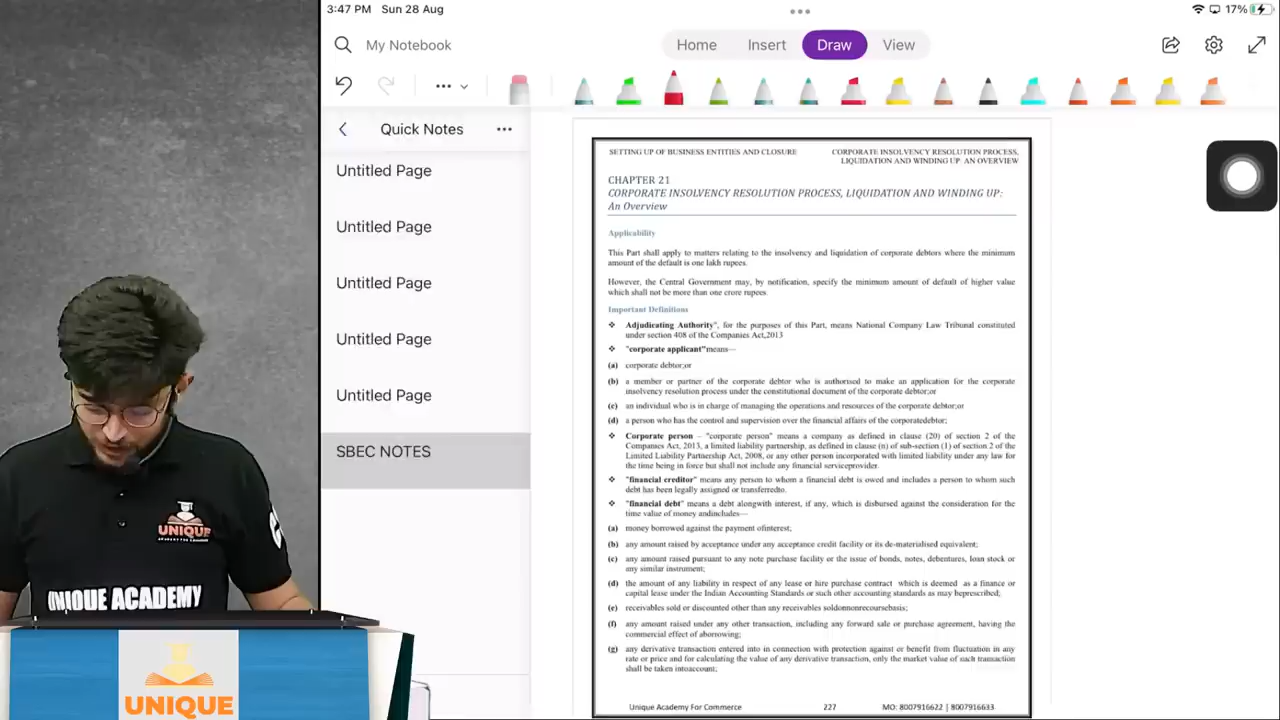 3:47 PM Sun 28 Aug
17%
My Notebook
Home Insert Draw View
Quick Notes
Untitled Page
Untitled Page
Untitled Page
Untitled Page
Untitled Page
SBEC NOTES
SETTING UP OF BUSINESS ENTITIES AND CLOSURE
CORPORATE INSOLVENCY RESOLUTION PROCESS,
LIQUIDATION AND WINDING UP: AN OVERVIEW
CHAPTER 21
CORPORATE INSOLVENCY RESOLUTION PROCESS, LIQUIDATION AND WINDING UP:
An Overview
Applicability
This Part shall apply to matters relating to the insolvency and liquidation of corporate debtors where the minimum
amount of the default is one lakh rupees.
However, the Central Government may, by notification, specify the minimum amount of default of higher value
which shall not be more than one crore rupees.
Important Definitions
❖ Adjudicating Authority", for the purposes of this Part, means National Company Law Tribunal constituted
under section 408 of the Companies Act,2013
❖ "corporate applicant"means—
(a) corporate debtor;or
(b) a member or partner of the corporate debtor who is authorised to make an application for the corporate
insolvency resolution process under the constitutional document of the corporate debtor;or
(c) an individual who is in charge of managing the operations and resources of the corporate debtor;or
(d) a person who has the control and supervision over the financial affairs of the corporatedebtor;
❖ Corporate person – "corporate person" means a company as defined in clause (20) of section 2 of the
Companies Act, 2013, a limited liability partnership, as defined in clause (n) of sub-section (1) of section 2 of the
Limited Liability Partnership Act, 2008, or any other person incorporated with limited liability under any law for
the time being in force but shall not include any financial serviceprovider.
❖ "financial creditor" means any person to whom a financial debt is owed and includes a person to whom such
debt has been legally assigned or transferredto.
❖ "financial debt" means a debt alongwith interest, if any, which is disbursed against the consideration for the
time value of money andincludes—
(a) money borrowed against the payment ofinterest;
(b) any amount raised by acceptance under any acceptance credit facility or its de-materialised equivalent;
(c) any amount raised pursuant to any note purchase facility or the issue of bonds, notes, debentures, loan stock or
any similar instrument;
(d) the amount of any liability in respect of any lease or hire purchase contract which is deemed as a finance or
capital lease under the Indian Accounting Standards or such other accounting standards as may beprescribed;
(e) receivables sold or discounted other than any receivables soldonnonrecoursebasis;
(f) any amount raised under any other transaction, including any forward sale or purchase agreement, having the
commercial effect of aborrowing;
(g) any derivative transaction entered into in connection with protection against or benefit from fluctuation in any
rate or price and for calculating the value of any derivative transaction, only the market value of such transaction
shall be taken intoaccount;
Unique Academy For Commerce 227 MO: 8007916622 | 8007916633
UNIQUE
UNIQUE ACADEMY
UNIQUE